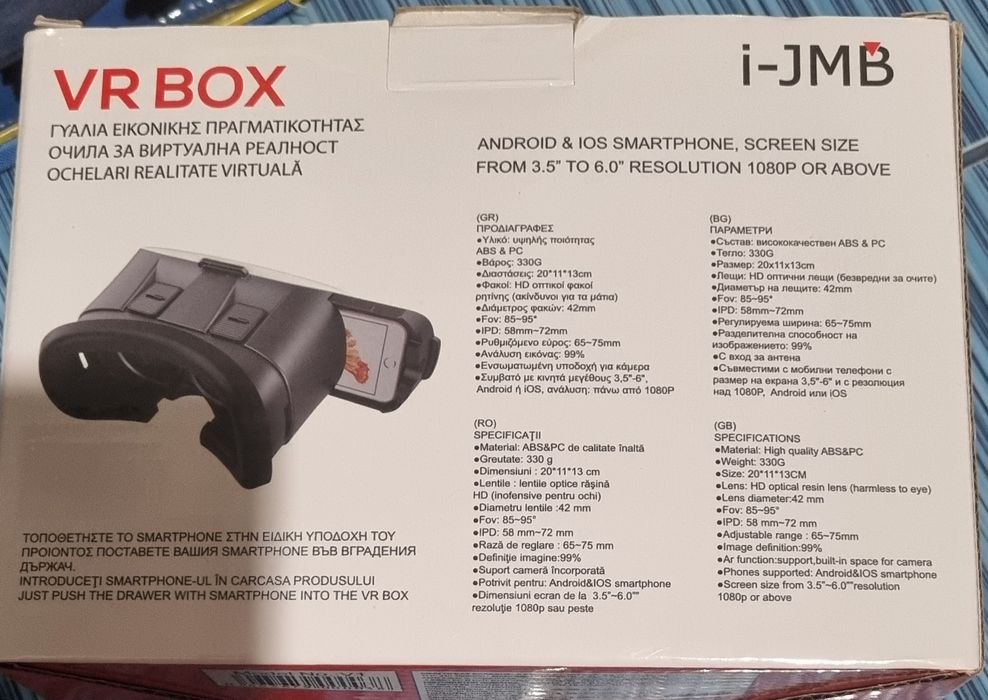 VR BOX
ΓΥΑΛΙΑ ΕΙΚΟΝΙΚΗΣ ΠΡΑΓΜΑΤΙΚΟΤΗΤΑΣ
ОЧИЛА ЗА ВИРТУАЛНА РЕАЛНОСТ
OCHELARI REALITATE VIRTUALĂ
i-JMB
ANDROID & IOS SMARTPHONE, SCREEN SIZE
FROM 3.5" TO 6.0" RESOLUTION 1080P OR ABOVE
(GR)
ΠΡΟΔΙΑΓΡΑΦΕΣ
●Υλικό: υψηλής ποιότητας
ABS & PC
●Βάρος: 330G
●Διαστάσεις: 20*11*13cm
●Φακοί: HD οπτικοί φακοί
ρητίνης (ακίνδυνοι για τα μάτια)
●Διάμετρος φακών: 42mm
●Fov: 85~95°
●IPD: 58mm~72mm
●Ρυθμιζόμενο εύρος: 65~75mm
●Ανάλυση εικόνας: 99%
●Ενσωματωμένη υποδοχή για κάμερα
●Συμβατό με κινητά μεγέθους 3,5"-6",
Android ή iOS, ανάλυση: πάνω από 1080P
(BG)
ПАРАМЕТРИ
●Състав: висококачествен ABS & PC
●Тегло: 330G
●Размер: 20x11x13cm
●Лещи: HD оптични лещи (безвредни за очите)
●Диаметър на лещите: 42mm
●Fov: 85~95°
●IPD: 58mm~72mm
●Регулируема ширина: 65~75mm
●Разделителна способност на
изображението: 99%
●С вход за антена
●Съвместими с мобилни телефони с
размер на екрана 3,5"-6" и с резолюция
над 1080P, Android или iOS
(RO)
SPECIFICAŢII
●Material: ABS&PC de calitate înaltă
●Greutate: 330 g
●Dimensiuni : 20*11*13 cm
●Lentile : lentile optice răşină
HD (inofensive pentru ochi)
●Diametru lentile :42 mm
●Fov: 85~95°
●IPD: 58 mm~72 mm
●Rază de reglare : 65~75 mm
●Definiţie imagine:99%
●Suport cameră încorporată
●Potrivit pentru: Android&IOS smartphone
●Dimensiuni ecran de la 3.5"~6.0""
rezoluţie 1080p sau peste
(GB)
SPECIFICATIONS
●Material: High quality ABS&PC
●Weight: 330G
●Size: 20*11*13CM
●Lens: HD optical resin lens (harmless to eye)
●Lens diameter:42 mm
●Fov: 85~95°
●IPD: 58 mm~72 mm
●Adjustable range : 65~75mm
●Image definition:99%
●Ar function:support,built-in space for camera
●Phones supported: Android&IOS smartphone
●Screen size from 3.5"~6.0""resolution
1080p or above
ΤΟΠΟΘΕΤΗΣΤΕ ΤΟ SMARTPHONE ΣΤΗΝ ΕΙΔΙΚΗ ΥΠΟΔΟΧΗ ΤΟΥ
ΠΡΟΙΟΝΤΟΣ ПОСТАВЕТЕ ВАШИЯ SMARTPHONE ВЪВ ВГРАДЕНИЯ
ДЪРЖАЧ.
INTRODUCEŢI SMARTPHONE-UL ÎN CARCASA PRODUSULUI
JUST PUSH THE DRAWER WITH SMARTPHONE INTO THE VR BOX